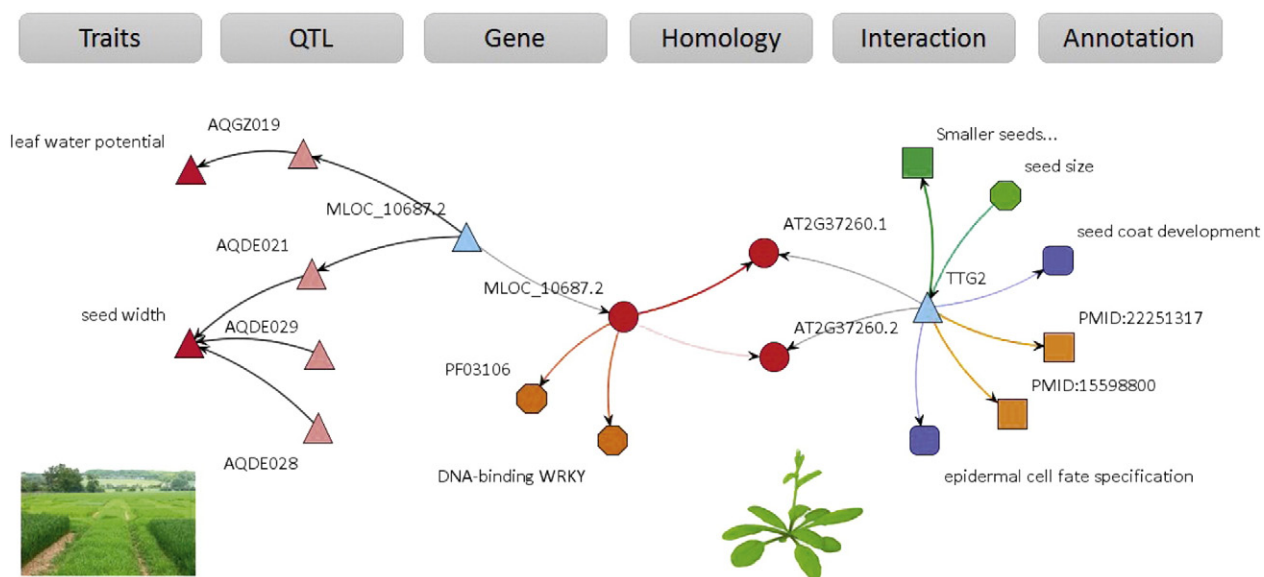 Traits
QTL
Gene
Homology
Interaction
Annotation
leaf water potential
AQGZ019
MLOC_10687.2
AQDE021
seed width
AQDE029
AQDE028
MLOC_10687.2
PF03106
DNA-binding WRKY
AT2G37260.1
AT2G37260.2
Smaller seeds...
seed size
seed coat development
TTG2
PMID:22251317
PMID:15598800
epidermal cell fate specification